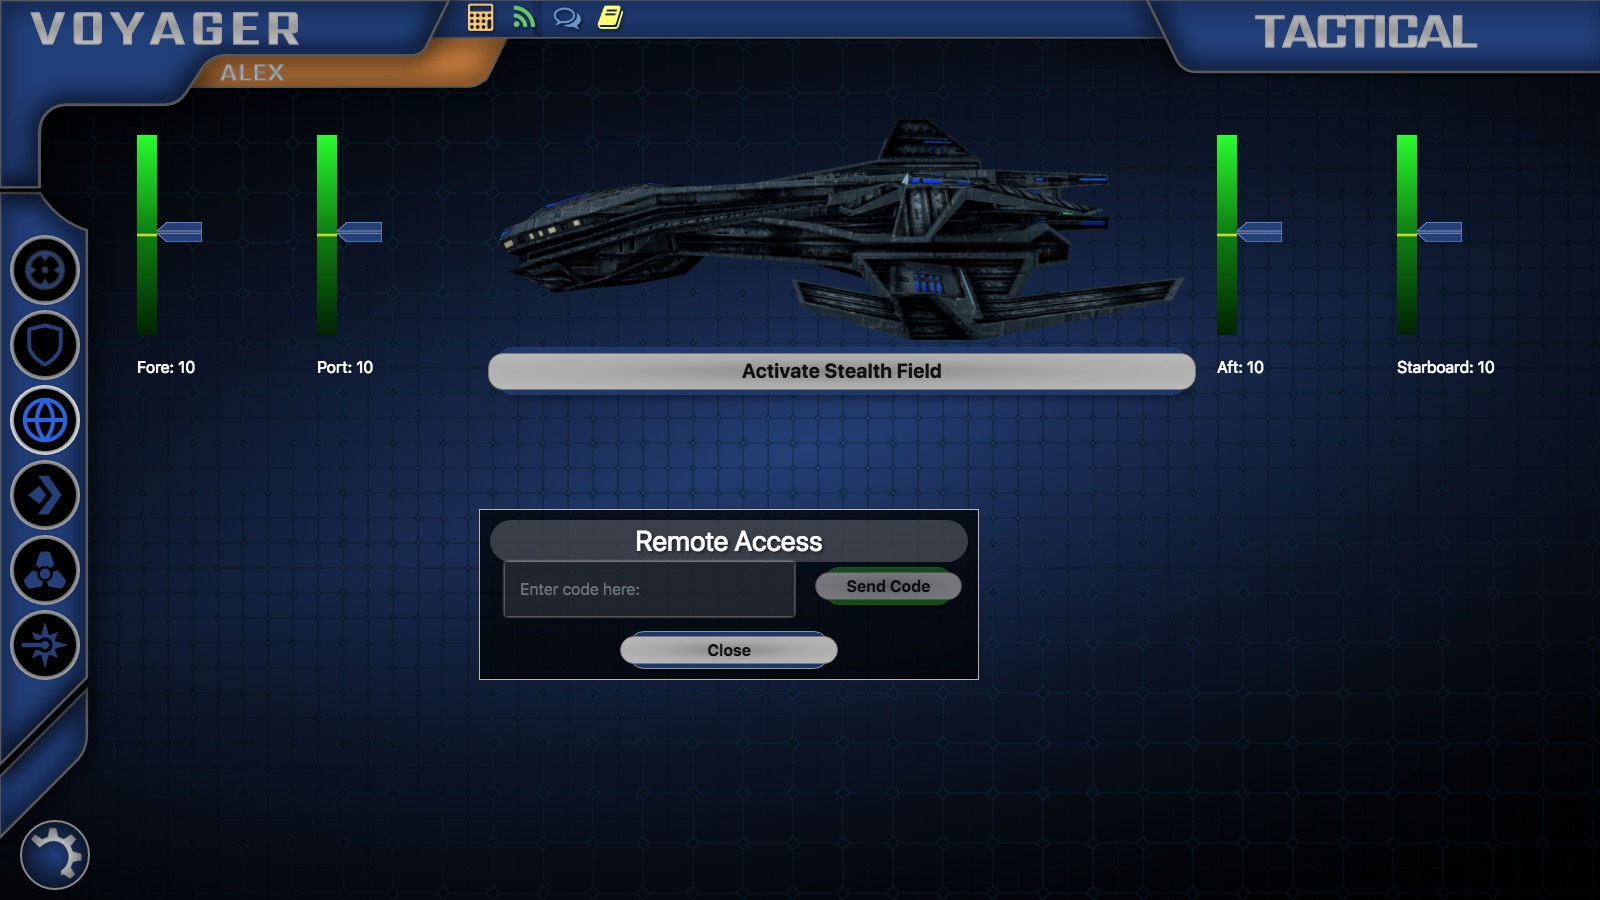 VOYAGER
TACTICAL
ALEX
Fore: 10
Port: 10
Activate Stealth Field
Aft: 10
Starboard: 10
Remote Access
Enter code here:
Send Code
Close